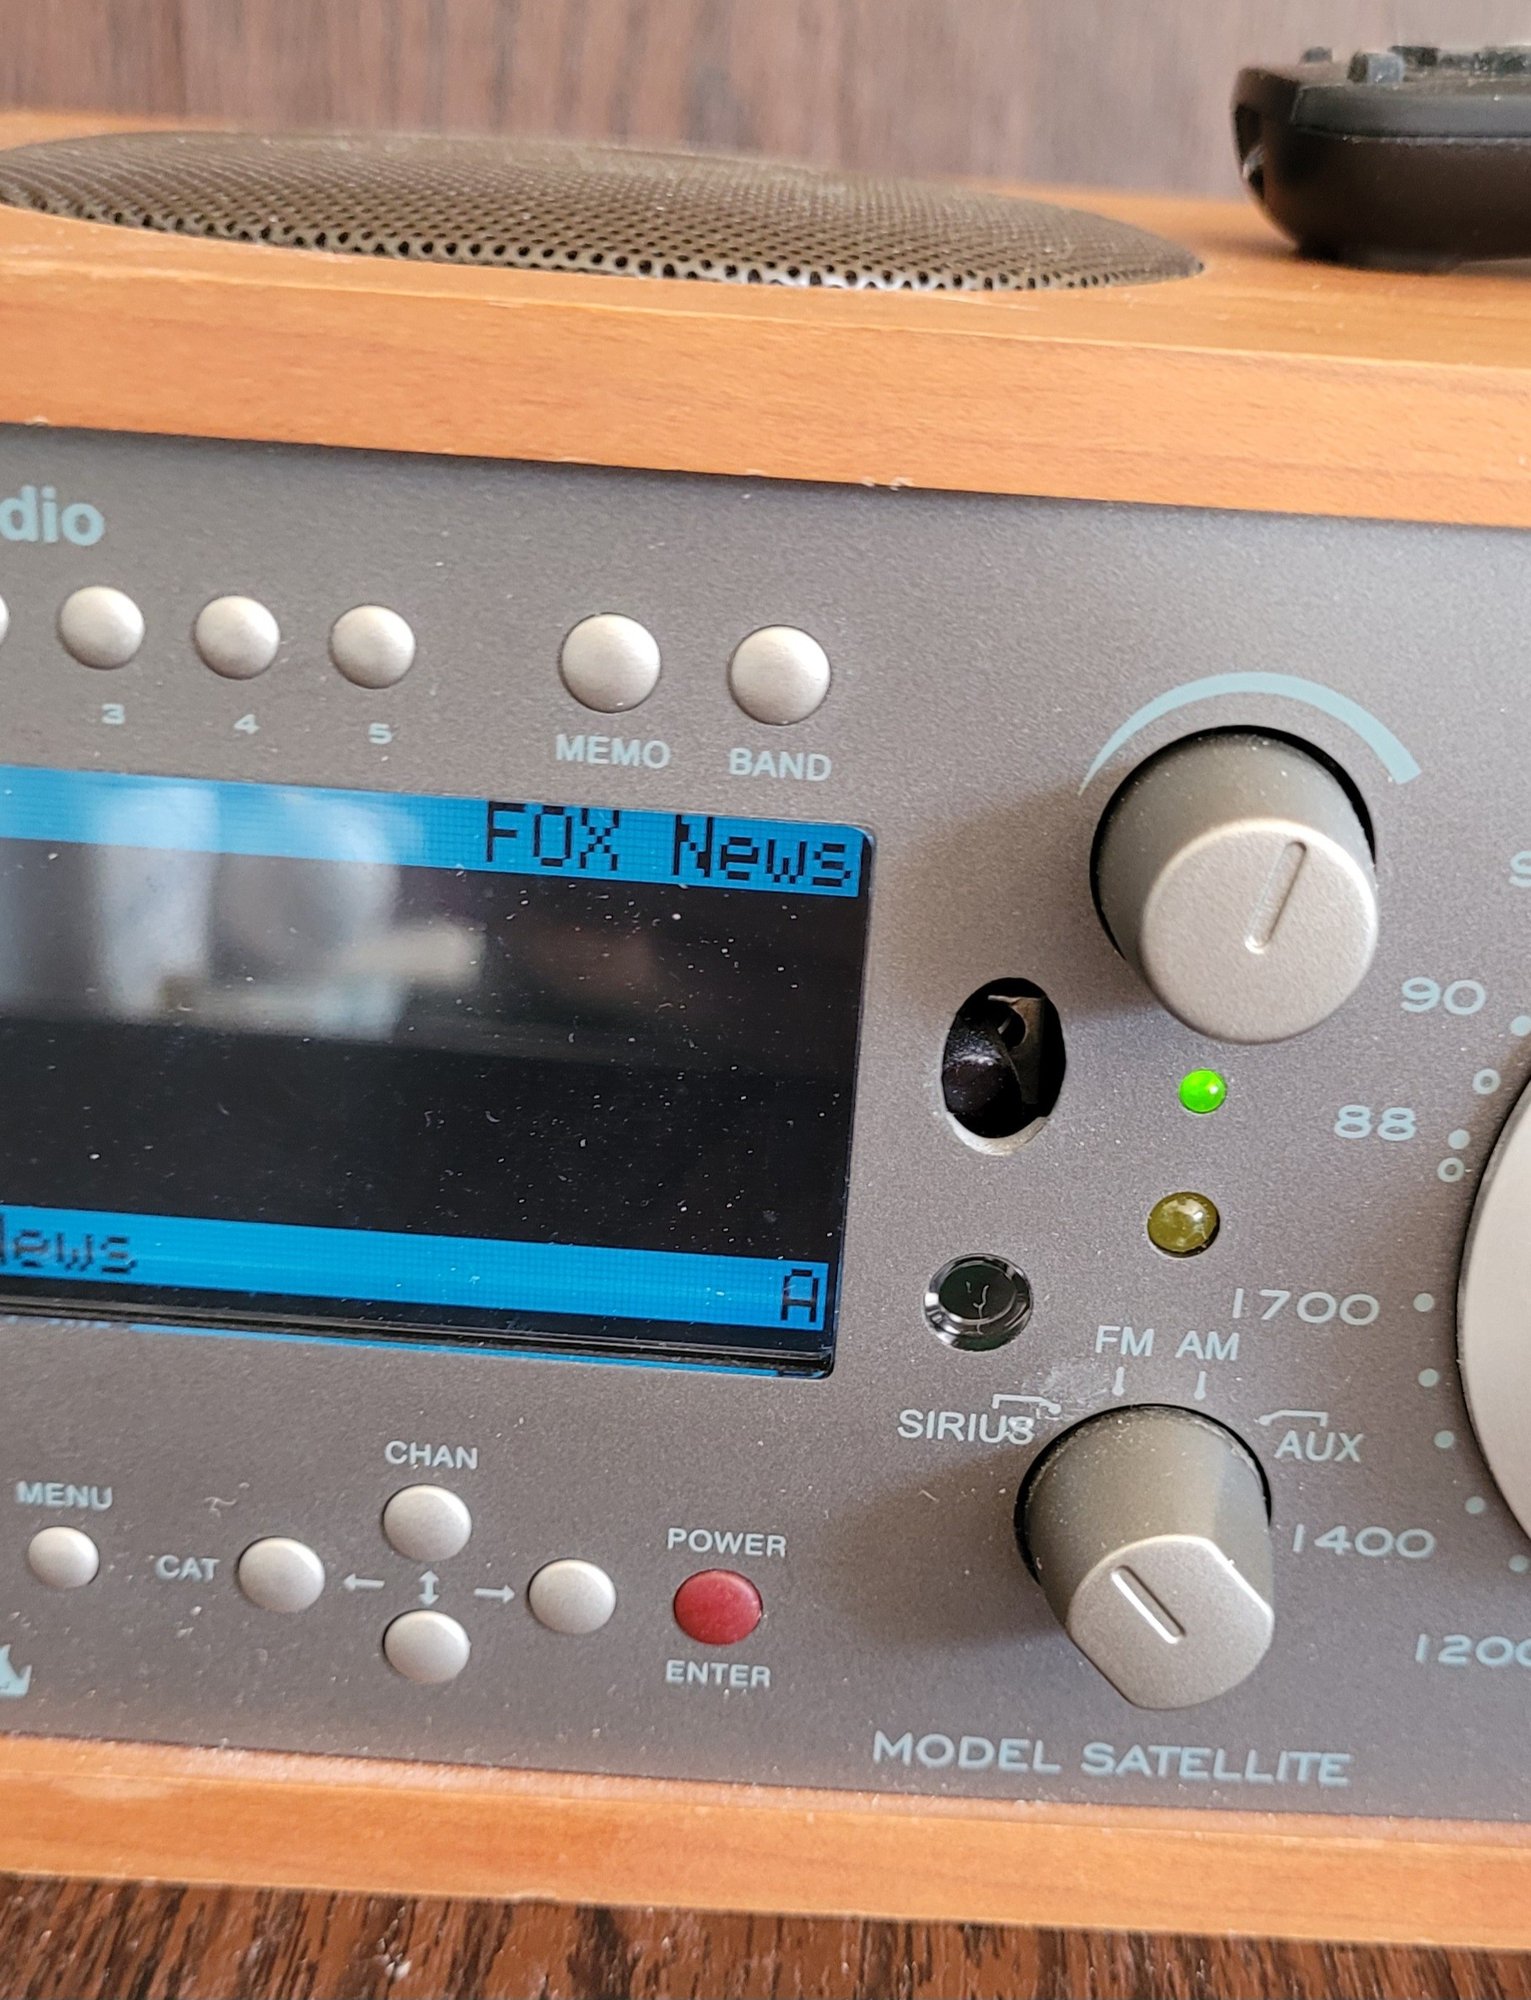 dio
3 4 5
MEMO BAND
FOX News
90
88
News
A
1700
FM AM
SIRIUS
AUX
CHAN
MENU
CAT
1400
POWER
ENTER
1200
MODEL SATELLITE